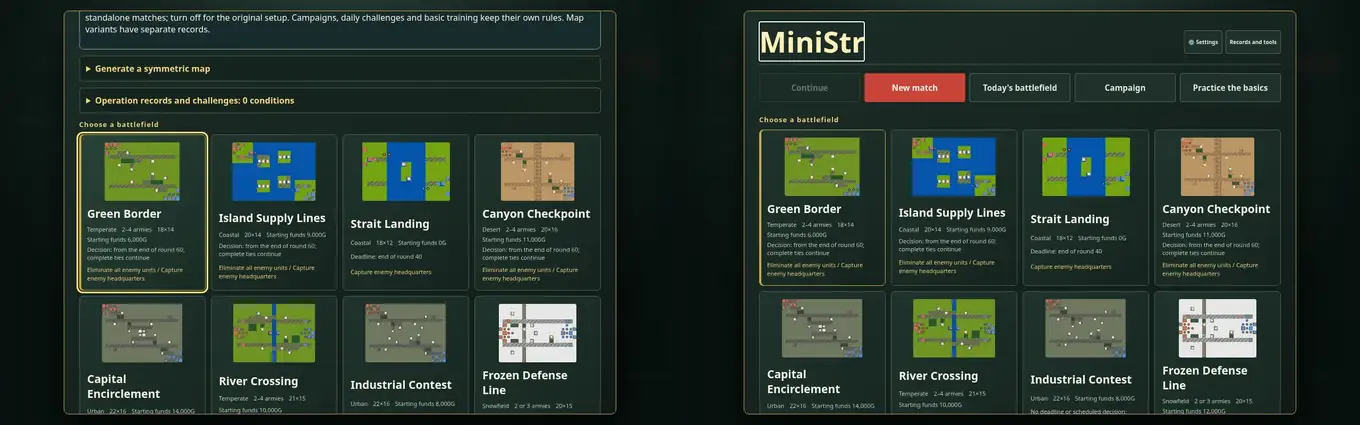 standalone matches; turn off for the original setup. Campaigns, daily challenges and basic training keep their own rules. Map
variants have separate records.
▶ Generate a symmetric map
▶ Operation records and challenges: 0 conditions
Choose a battlefield
Green Border
Temperate 2–4 armies 18×14
Starting funds 6,000G
Decision: from the end of round 60;
complete ties continue
Eliminate all enemy units / Capture
enemy headquarters
Island Supply Lines
Coastal 20×14 Starting funds 9,000G
Decision: from the end of round 60;
complete ties continue
Eliminate all enemy units / Capture
enemy headquarters
Strait Landing
Coastal 18×12 Starting funds 0G
Deadline: end of round 40
Capture enemy headquarters
Canyon Checkpoint
Desert 2–4 armies 20×16
Starting funds 11,000G
Decision: from the end of round 60;
complete ties continue
Eliminate all enemy units / Capture
enemy headquarters
Capital
Encirclement
Urban 22×16 Starting funds 14,000G
River Crossing
Temperate 2–4 armies 21×15
Starting funds 10,000G
Industrial Contest
Urban 22×16 Starting funds 8,000G
Frozen Defense
Line
Snowfield 2 or 3 armies 20×15
MiniStr
Settings
Records and tools
Continue
New match
Today's battlefield
Campaign
Practice the basics
Choose a battlefield
Green Border
Temperate 2–4 armies 18×14
Starting funds 6,000G
Decision: from the end of round 60;
complete ties continue
Eliminate all enemy units / Capture
enemy headquarters
Island Supply Lines
Coastal 20×14 Starting funds 9,000G
Decision: from the end of round 60;
complete ties continue
Eliminate all enemy units / Capture
enemy headquarters
Strait Landing
Coastal 18×12 Starting funds 0G
Deadline: end of round 40
Capture enemy headquarters
Canyon Checkpoint
Desert 2–4 armies 20×16
Starting funds 11,000G
Decision: from the end of round 60;
complete ties continue
Eliminate all enemy units / Capture
enemy headquarters
Capital
Encirclement
Urban 22×16 Starting funds 14,000G
River Crossing
Temperate 2–4 armies 21×15
Starting funds 10,000G
Industrial Contest
Urban 22×16 Starting funds 8,000G
No deadline or scheduled decision;
Frozen Defense
Line
Snowfield 2 or 3 armies 20×15
Starting funds 12,000G